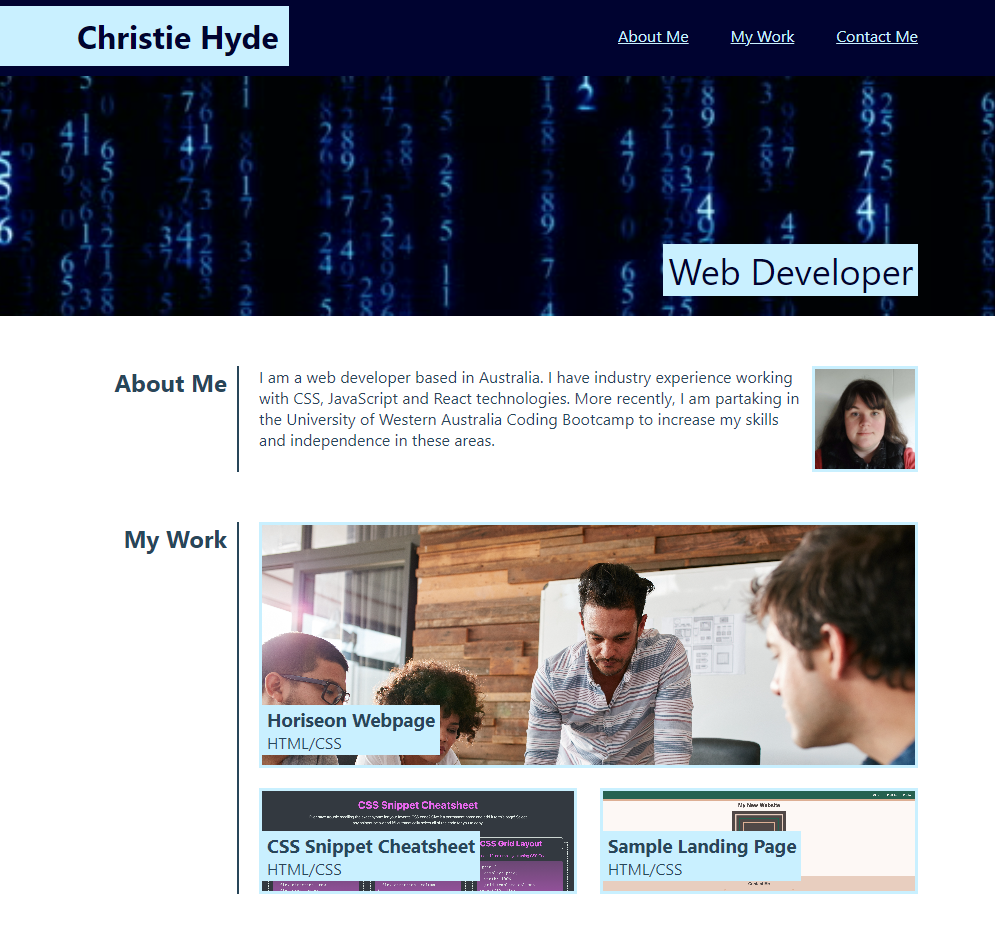 Christie Hyde
About Me
My Work
Contact Me
Web Developer
About Me
I am a web developer based in Australia. I have industry experience working
with CSS, JavaScript and React technologies. More recently, I am partaking in
the University of Western Australia Coding Bootcamp to increase my skills
and independence in these areas.
My Work
Horiseon Webpage
HTML/CSS
CSS Snippet Cheatsheet
CSS Grid Layout
CSS Snippet Cheatsheet
HTML/CSS
My New Website
Sample Landing Page
HTML/CSS
Contact Me